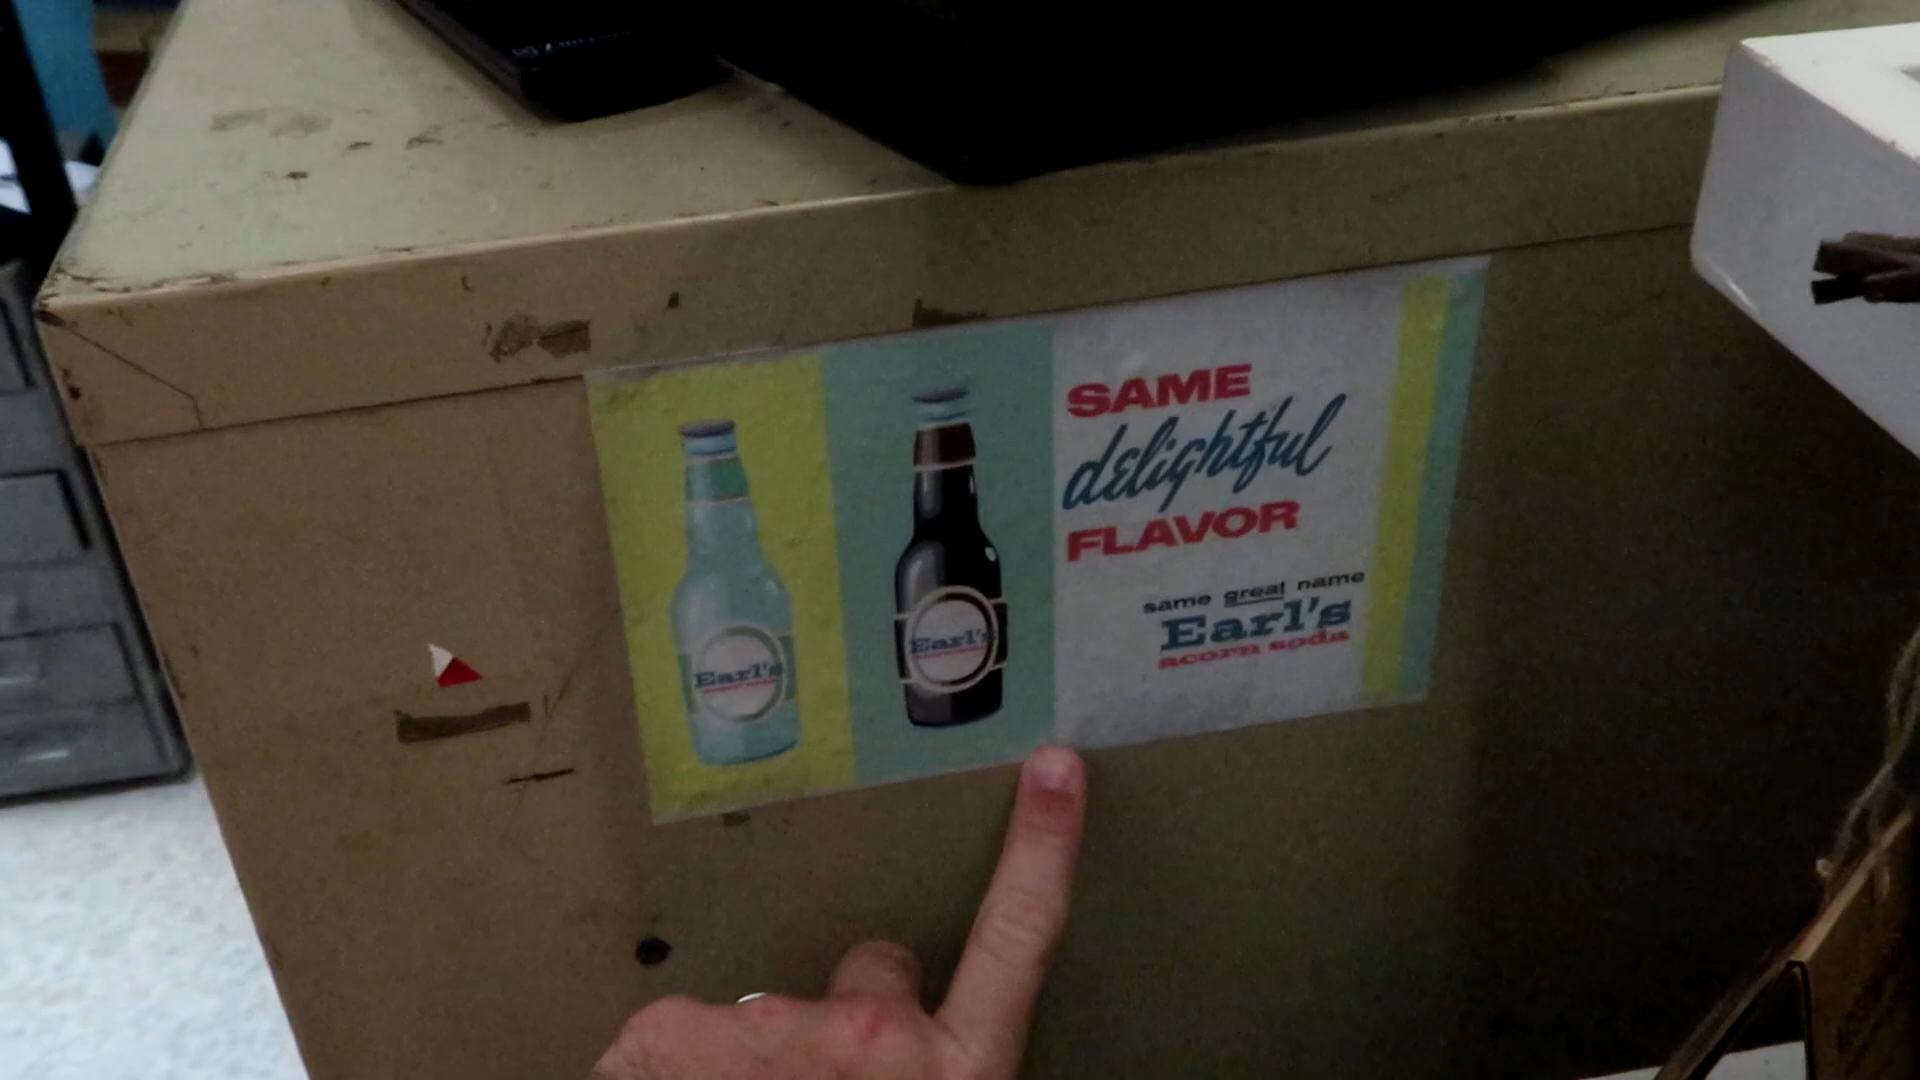 SAME
delightful
FLAVOR
same great name
Earl's
acorn soda
Earl's
Earl's